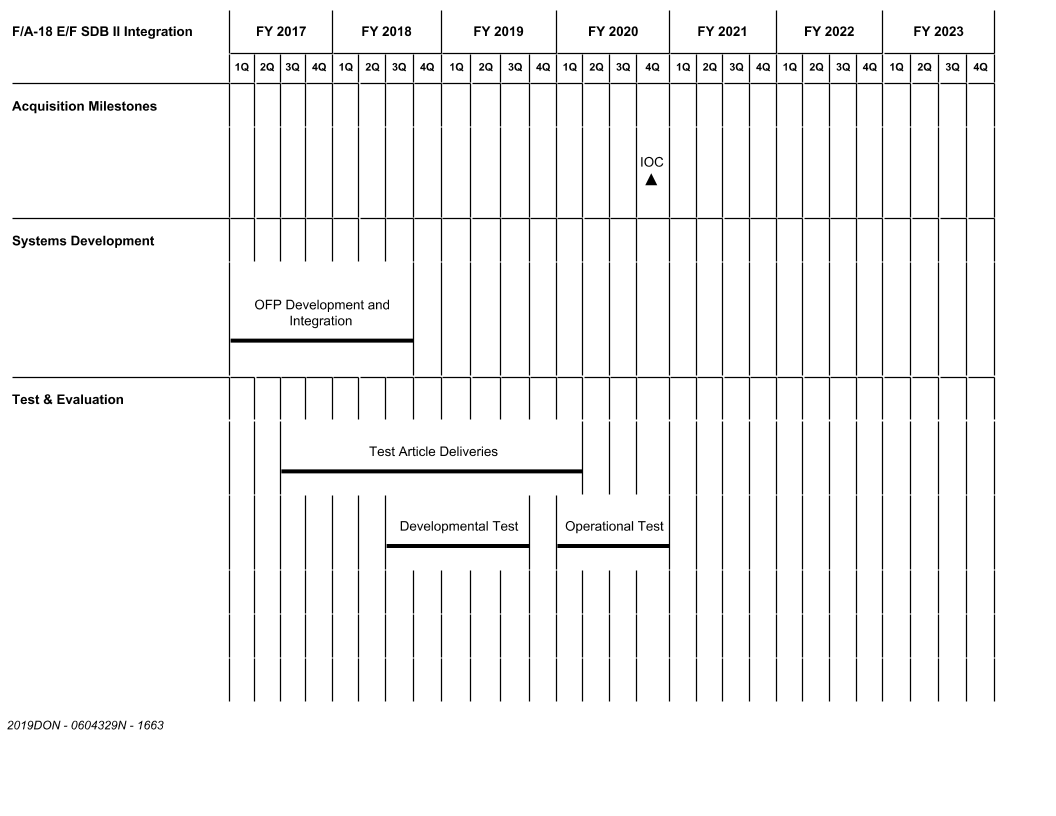 F/A-18 E/F SDB II Integration FY 2017 FY 2018 FY 2019 FY 2020 FY 2021 FY 2022 FY 2023
1Q 2Q 3Q 4Q 1Q 2Q 3Q 4Q 1Q 2Q 3Q 4Q 1Q 2Q 3Q 4Q 1Q 2Q 3Q 4Q 1Q 2Q 3Q 4Q 1Q 2Q 3Q 4Q
Acquisition Milestones
IOC
Systems Development
OFP Development and
Integration
Test & Evaluation
Test Article Deliveries
Developmental Test Operational Test
2019DON - 0604329N - 1663